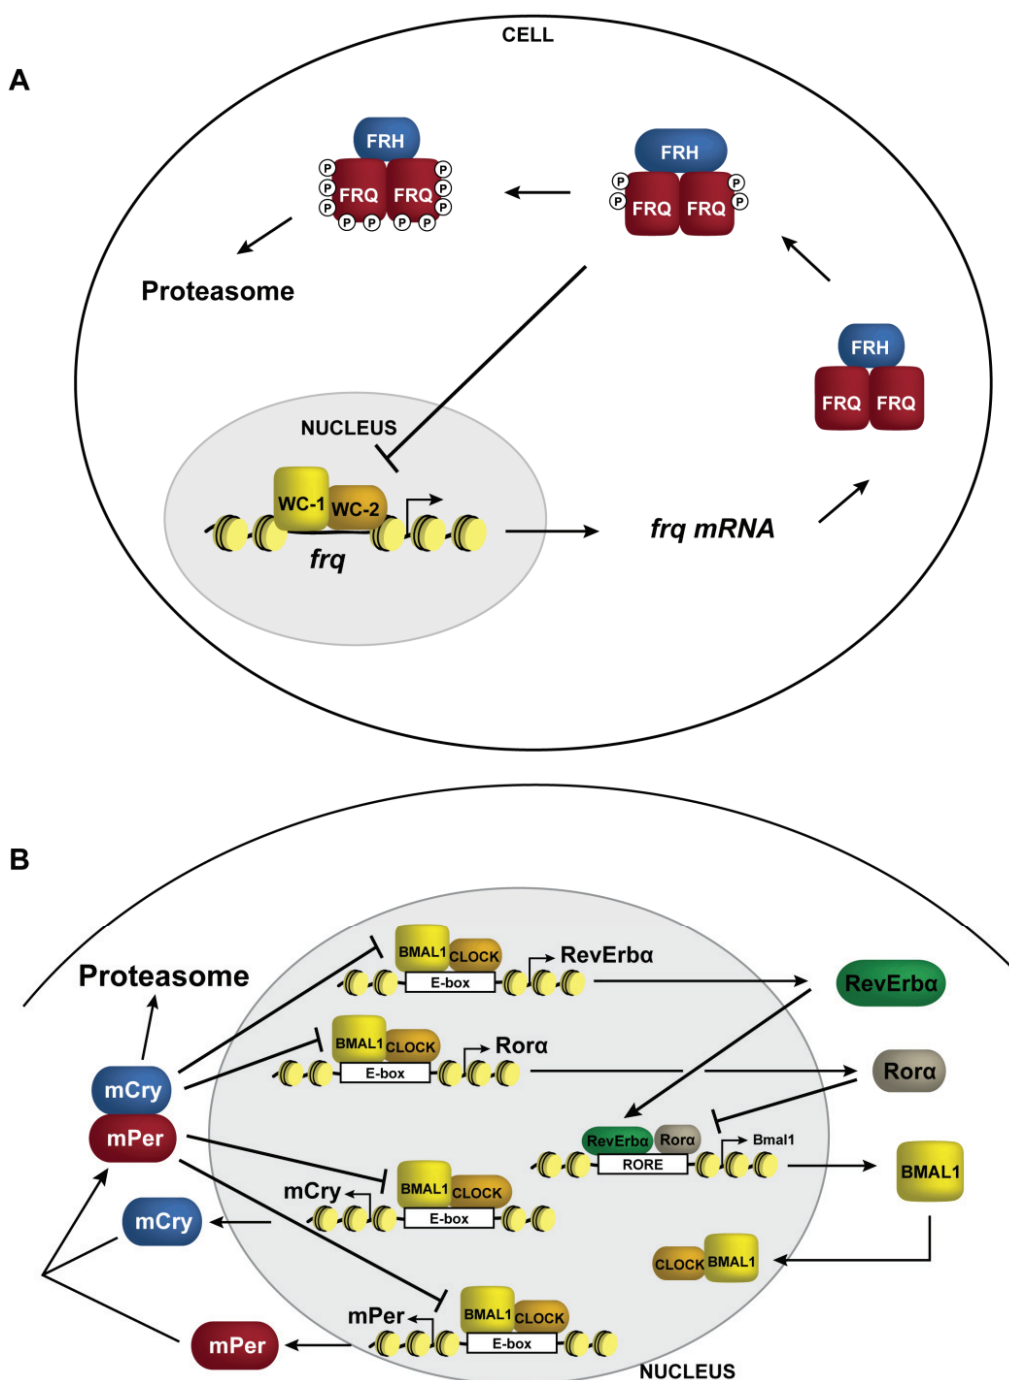 CELL
A
FRH
FRQ FRQ
P P P P P P P P P P P P
FRH
FRQ FRQ
P P P P
Proteasome
FRH
FRQ FRQ
NUCLEUS
WC-1 WC-2
frq
frq mRNA
B
BMAL1 CLOCK
E-box
RevErbα
RevErbα
Proteasome
BMAL1 CLOCK
E-box
Rorα
Rorα
mCry
mPer
RevErbα Rorα
RORE
Bmal1
BMAL1
mCry
mCry
BMAL1 CLOCK
E-box
CLOCK BMAL1
mPer
mPer
BMAL1 CLOCK
E-box
NUCLEUS